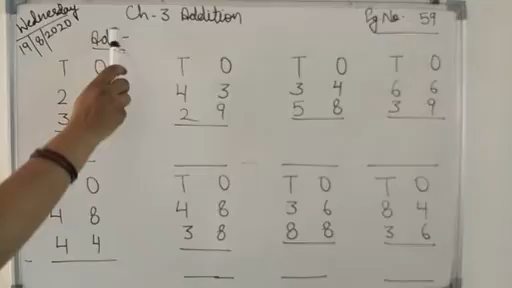 Wednesday Ch-3 Addition Pg No. 59
19/8/2020
Add:-
T O T O T O T O
2 4 3 3 4 6 6
3 2 9 5 8 3 9
O T O T O T O
4 8 4 8 3 6 8 4
4 4 3 8 8 8 3 6